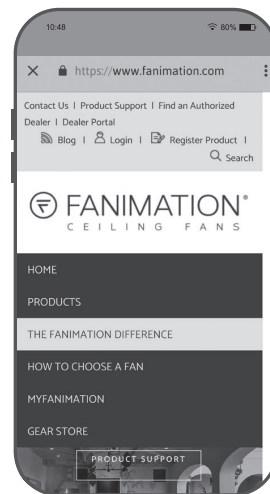 10:48
80%
https://www.fanimation.com
Contact Us | Product Support | Find an Authorized
Dealer | Dealer Portal
Blog | Login | Register Product |
Search
FANIMATION®
CEILING FANS
HOME
PRODUCTS
THE FANIMATION DIFFERENCE
HOW TO CHOOSE A FAN
MYFANIMATION
GEAR STORE
PRODUCT SUPPORT